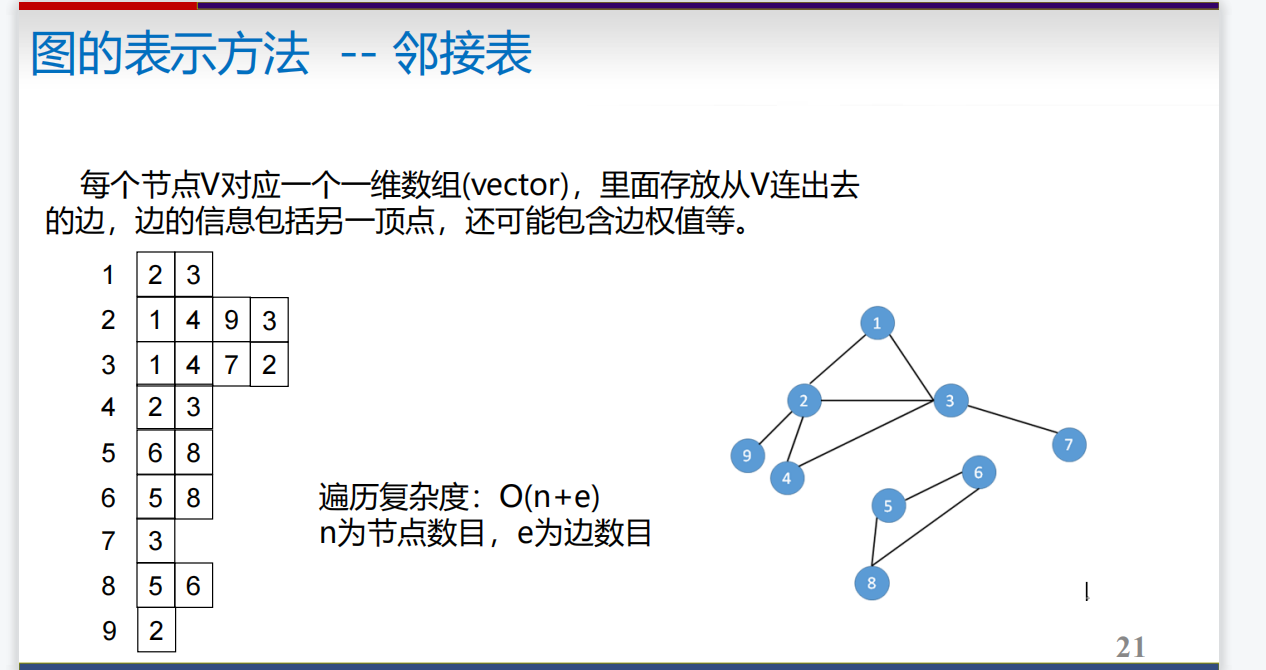 图的表示方法 -- 邻接表
每个节点V对应一个一维数组(vector)，里面存放从V连出去
的边，边的信息包括另一顶点，还可能包含边权值等。
1 2 3
2 1 4 9 3
3 1 4 7 2
4 2 3
5 6 8
6 5 8
7 3
8 5 6
9 2
遍历复杂度：O(n+e)
n为节点数目，e为边数目
1
2
3
9
4
7
6
5
8
21